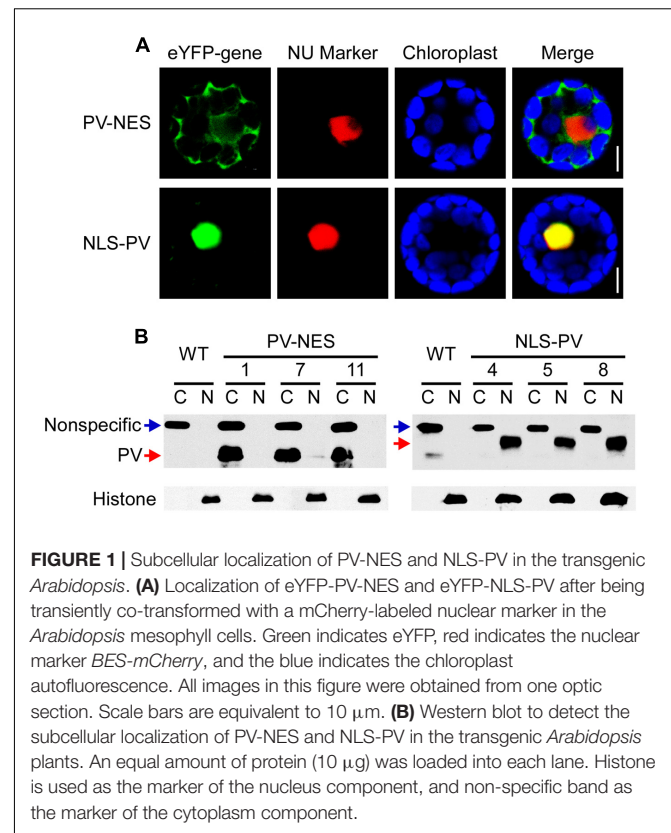 A
eYFP-gene NU Marker Chloroplast Merge
PV-NES
NLS-PV
B
WT PV-NES WT NLS-PV
1 7 11 4 5 8
C N C N C N C N C N C N C N C N
Nonspecific
PV
Histone
FIGURE 1 | Subcellular localization of PV-NES and NLS-PV in the transgenic
Arabidopsis. (A) Localization of eYFP-PV-NES and eYFP-NLS-PV after being
transiently co-transformed with a mCherry-labeled nuclear marker in the
Arabidopsis mesophyll cells. Green indicates eYFP, red indicates the nuclear
marker BES-mCherry, and the blue indicates the chloroplast
autofluorescence. All images in this figure were obtained from one optic
section. Scale bars are equivalent to 10 μm. (B) Western blot to detect the
subcellular localization of PV-NES and NLS-PV in the transgenic Arabidopsis
plants. An equal amount of protein (10 μg) was loaded into each lane. Histone
is used as the marker of the nucleus component, and non-specific band as
the marker of the cytoplasm component.